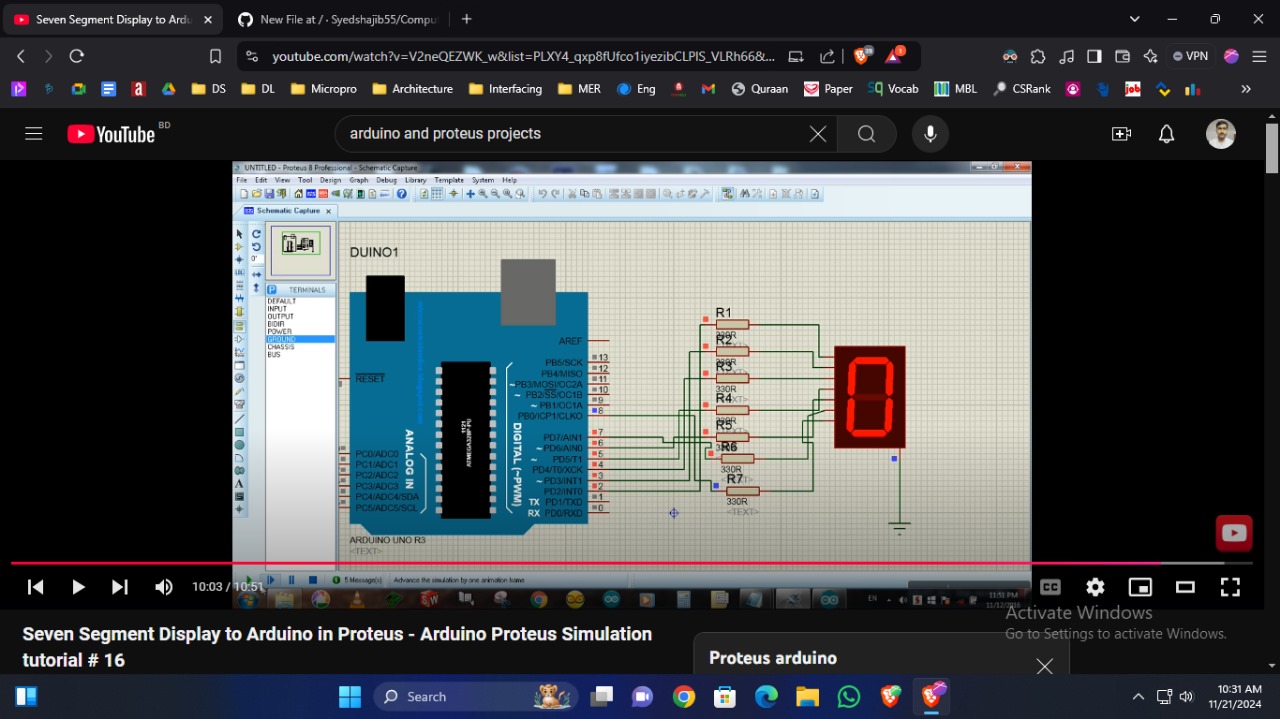 Seven Segment Display to Ardu
New File at / · Syedshajib55/Compu
youtube.com/watch?v=V2neQEZWK_w&list=PLXY4_qxp8fUfco1iyezibCLPIS_VLRh66&...
VPN
DS
DL
Micropro
Architecture
Interfacing
MER
Eng
Quraan
Paper
Vocab
MBL
CSRank
YouTube BD
arduino and proteus projects
UNTITLED - Proteus 8 Professional - Schematic Capture
File Edit View Tool Design Graph Debug Library Template System Help
Schematic Capture
TERMINALS
DEFAULT
INPUT
OUTPUT
BIDIR
POWER
GROUND
CHASSIS
BUS
DUINO1
RESET
AREF
PB5/SCK 13
PB4/MISO 12
~PB3/MOSI/OC2A 11
~PB2/SS/OC1B 10
~PB1/OC1A 9
PB0/ICP1/CLKO 8
PD7/AIN1 7
~PD6/AIN0 6
~PD5/T1 5
PD4/T0/XCK 4
~PD3/INT1 3
PD2/INT0 2
TX PD1/TXD 1
RX PD0/RXD 0
PC0/ADC0
PC1/ADC1
PC2/ADC2
PC3/ADC3
PC4/ADC4/SDA
PC5/ADC5/SCL
ANALOG IN
DIGITAL (~PWM)
ARDUINO UNO R3
<TEXT>
R1
330R
R2
330R
R3
330R
R4
R5
R6
330R
R7
330R
<TEXT>
5 Message(s)
Advance the simulation by one animation frame
EN
11:51 PM
10:03 / 10:51
CC
Seven Segment Display to Arduino in Proteus - Arduino Proteus Simulation
tutorial # 16
Proteus arduino
Activate Windows
Go to Settings to activate Windows.
Search
10:31 AM
11/21/2024